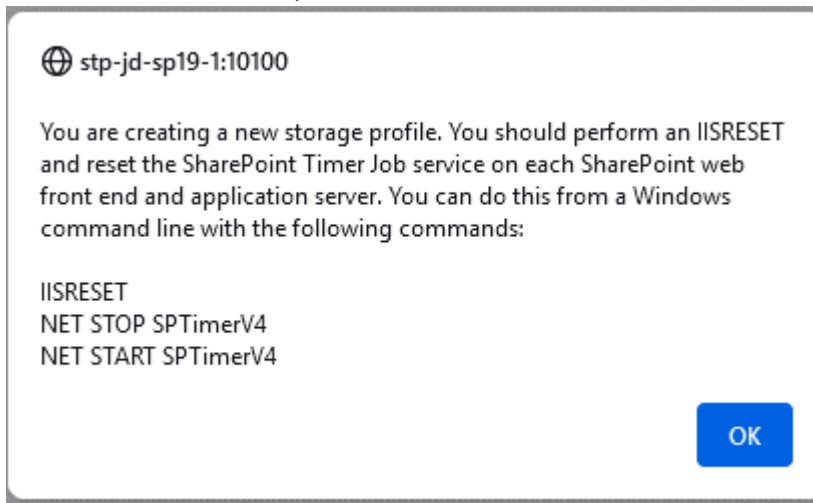 stp-jd-sp19-1:10100
You are creating a new storage profile. You should perform an IISRESET
and reset the SharePoint Timer Job service on each SharePoint web
front end and application server. You can do this from a Windows
command line with the following commands:
IISRESET
NET STOP SPTimerV4
NET START SPTimerV4
OK